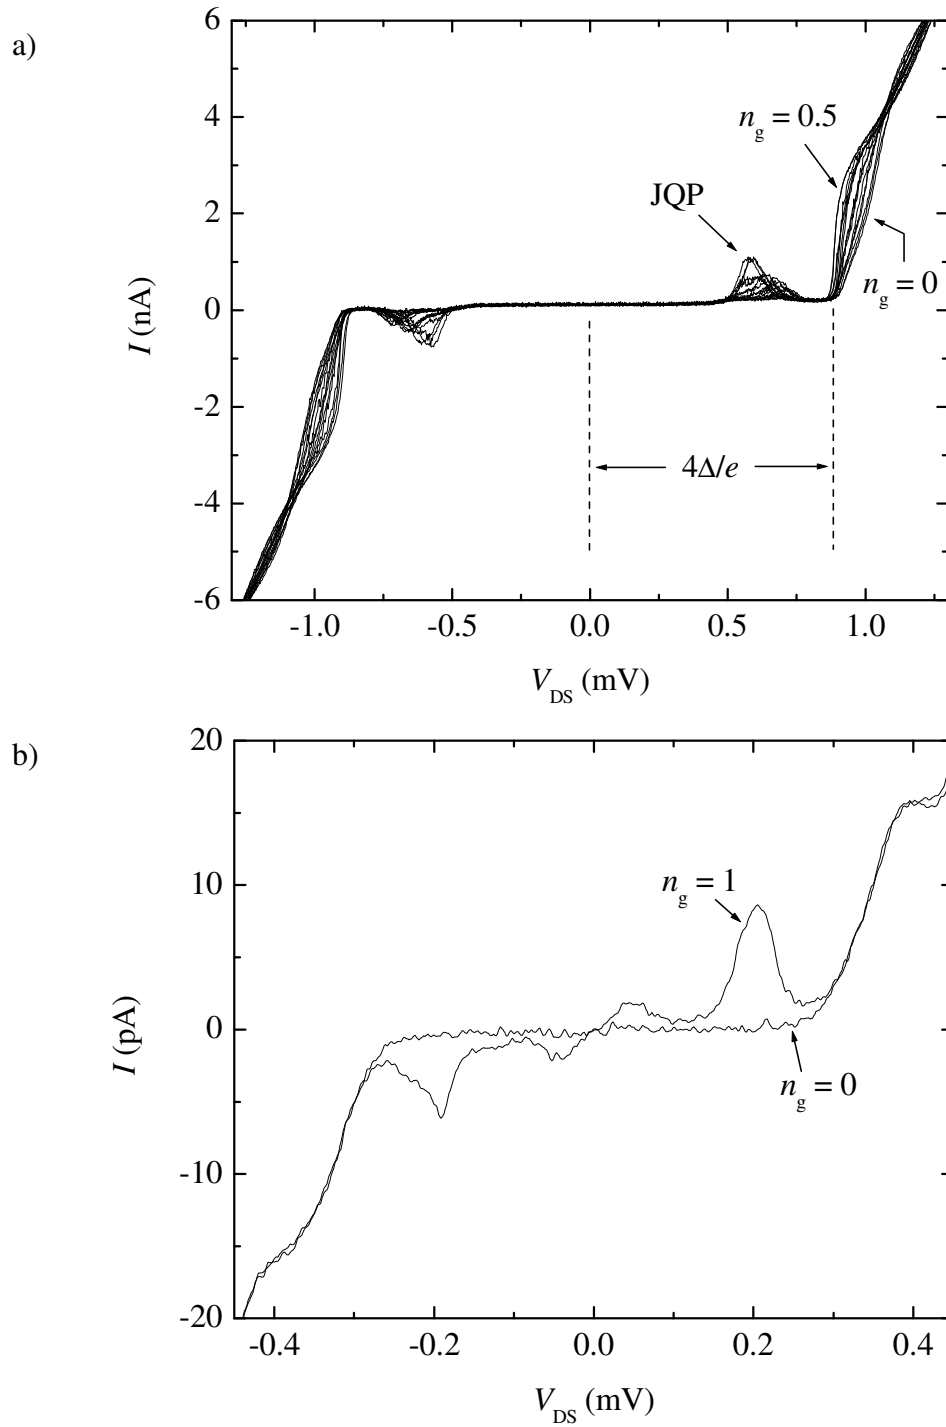 a)
6
4
2
0
-2
-4
-6
I (nA)
n_g = 0.5
JQP
n_g = 0
4Δ/e
-1.0 -0.5 0.0 0.5 1.0
V_DS (mV)
b)
20
10
0
-10
-20
I (pA)
n_g = 1
n_g = 0
-0.4 -0.2 0.0 0.2 0.4
V_DS (mV)